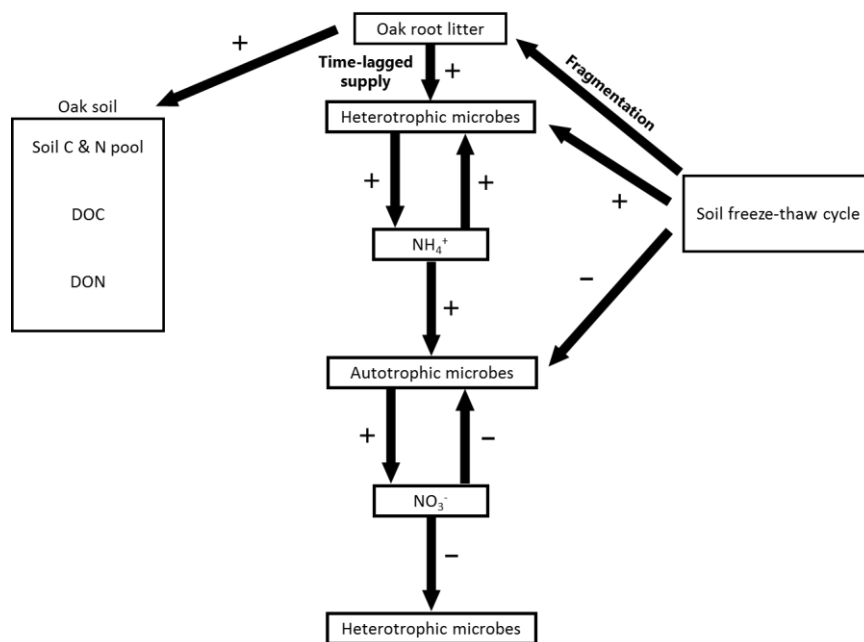 Oak root litter
+
Time-lagged
supply
+
Fragmentation
Oak soil
Soil C & N pool
DOC
DON
Heterotrophic microbes
+
+
+
Soil freeze-thaw cycle
NH₄⁺
−
+
Autotrophic microbes
+
−
NO₃⁻
−
Heterotrophic microbes